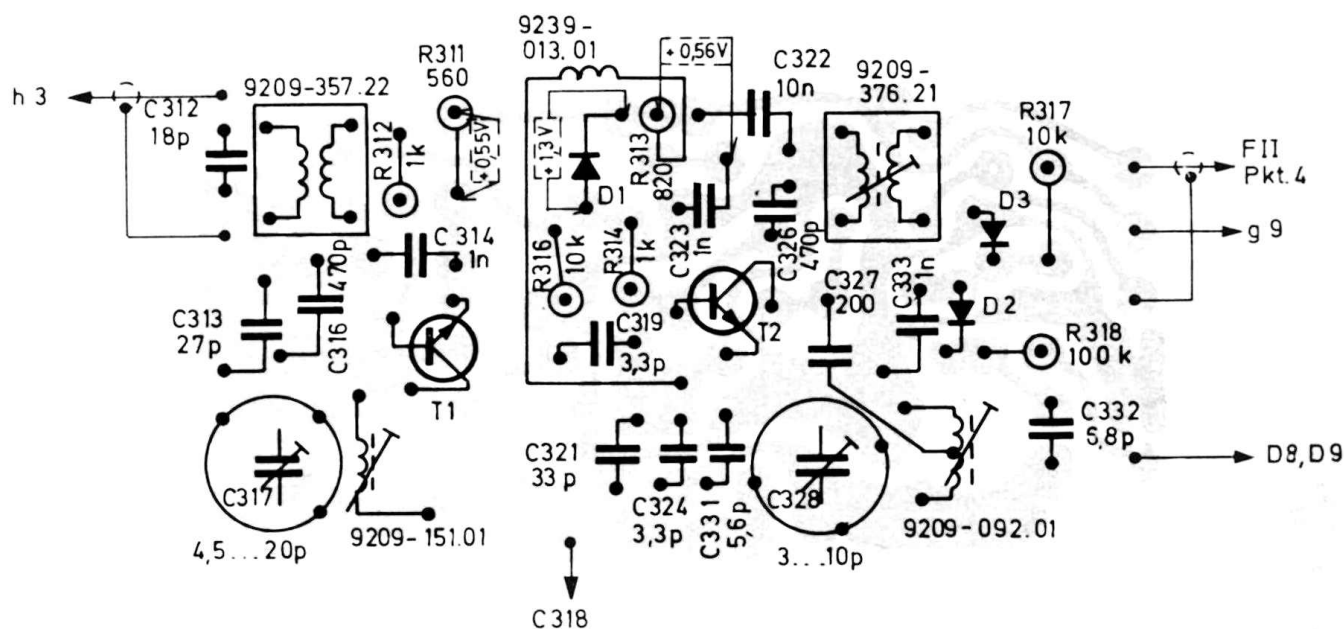 9239-
013.01
+0,56V
R311
560
C322
10n
9209-
376.21
h 3
C312
18p
9209-357.22
R312
1k
+0,55V
+1,3V
D1
R313
820
R317
10k
FII
Pkt.4
g 9
C314
1n
470p
C316
R316
10k
R314
1k
C323
1n
C326
470p
D3
C327
200
C333
1n
D2
C313
27p
C319
3,3p
T1
T2
R318
100k
C317
4,5...20p
9209-151.01
C321
33p
C324
3,3p
C331
5,6p
C328
3...10p
9209-092.01
C332
5,8p
D8,D9
C318